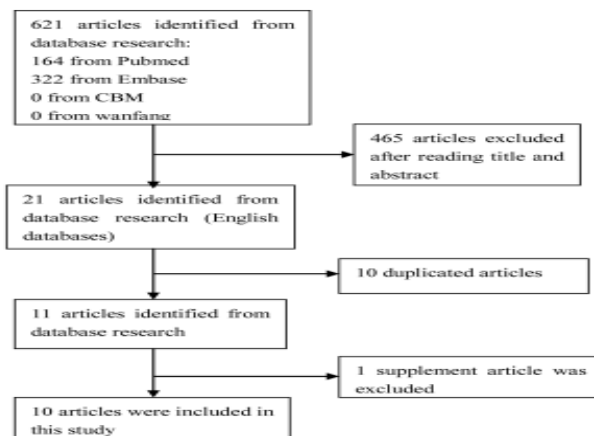 621 articles identified from
database research:
164 from Pubmed
322 from Embase
0 from CBM
0 from wanfang
465 articles excluded
after reading title and
abstract
21 articles identified from
database research (English
databases)
10 duplicated articles
11 articles identified from
database research
1 supplement article was
excluded
10 articles were included in
this study